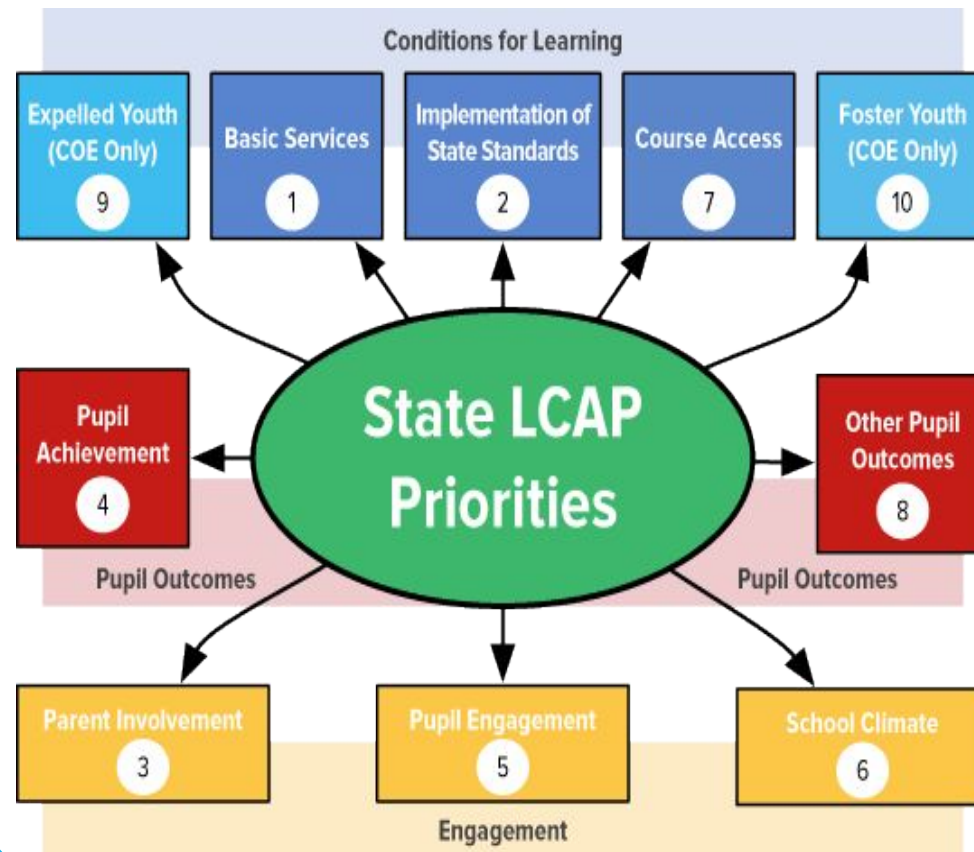 Conditions for Learning
Expelled Youth
(COE Only)
9
Basic Services
1
Implementation of
State Standards
2
Course Access
7
Foster Youth
(COE Only)
10
State LCAP
Priorities
Pupil
Achievement
4
Other Pupil
Outcomes
8
Pupil Outcomes
Pupil Outcomes
Parent Involvement
3
Pupil Engagement
5
School Climate
6
Engagement